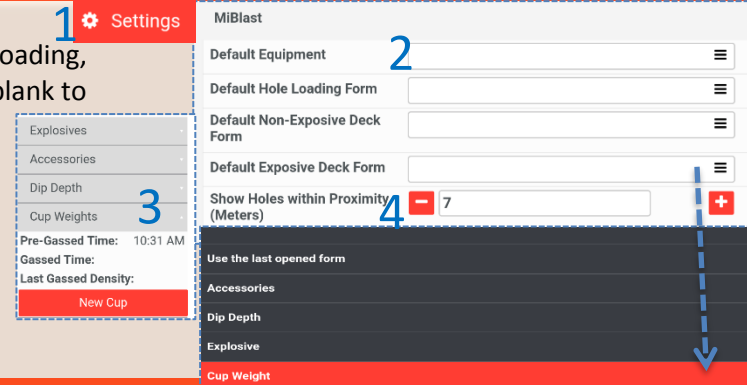 1
Settings
oading,
lank to
Explosives
Accessories
Dip Depth
Cup Weights
3
Pre-Gassed Time: 10:31 AM
Gassed Time:
Last Gassed Density:
New Cup
MiBlast
Default Equipment
2
Default Hole Loading Form
Default Non-Exposive Deck
Form
Default Exposive Deck Form
Show Holes within Proximity
(Meters)
4
7
Use the last opened form
Accessories
Dip Depth
Explosive
Cup Weight